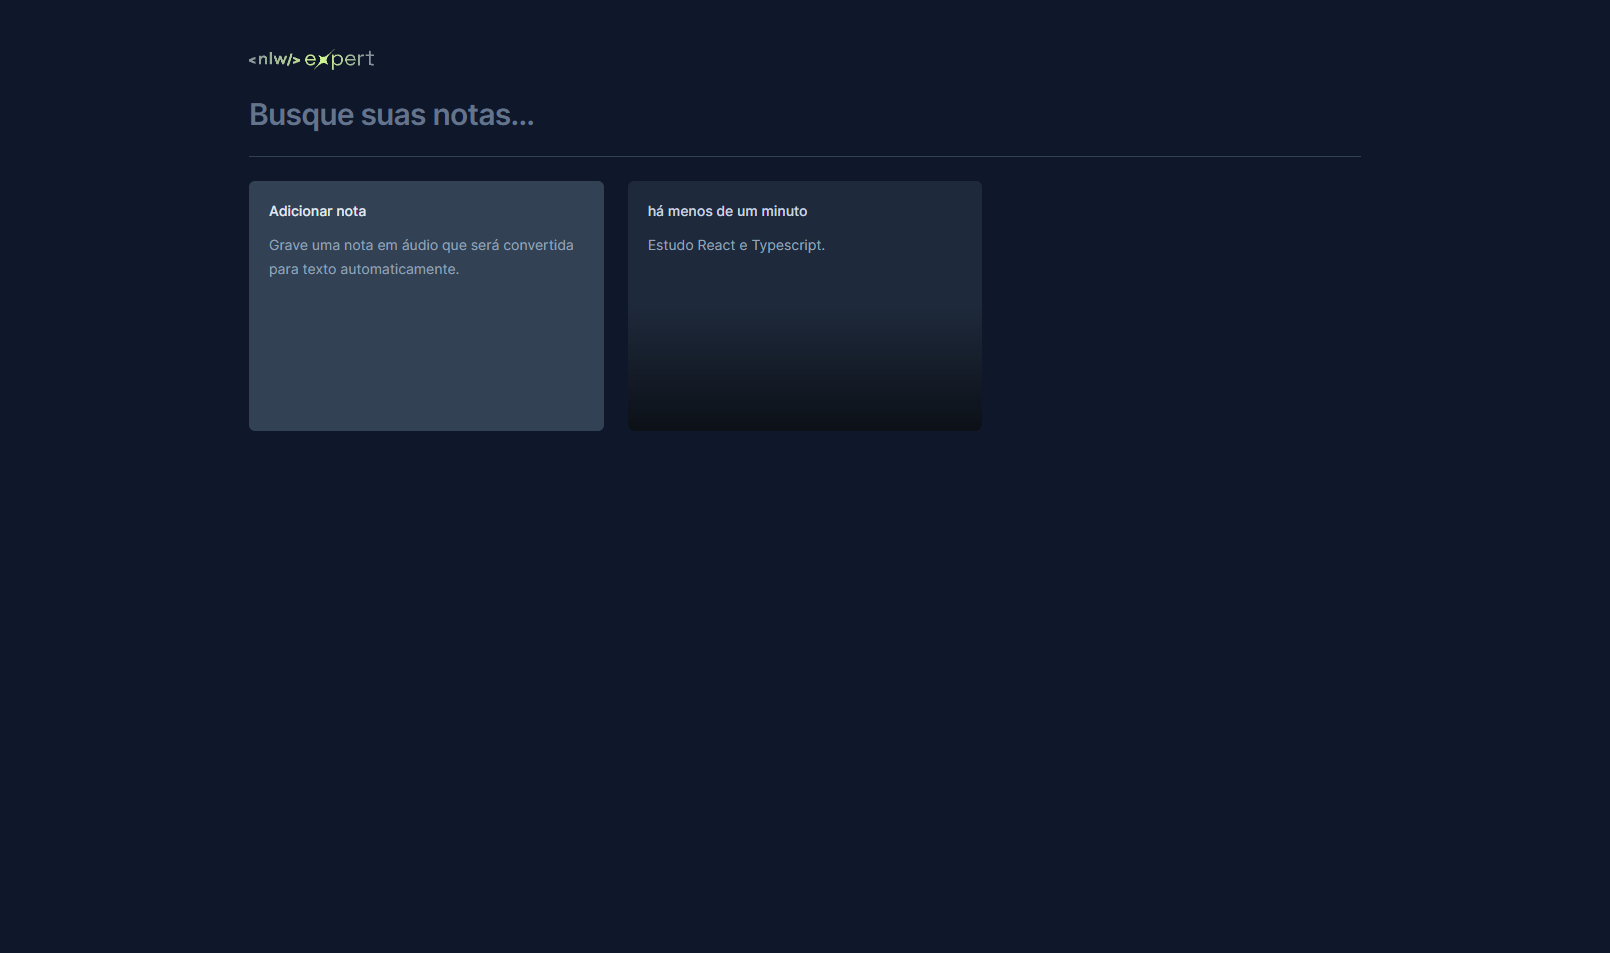 <nlw/> expert
Busque suas notas...
Adicionar nota
Grave uma nota em áudio que será convertida
para texto automaticamente.
há menos de um minuto
Estudo React e Typescript.